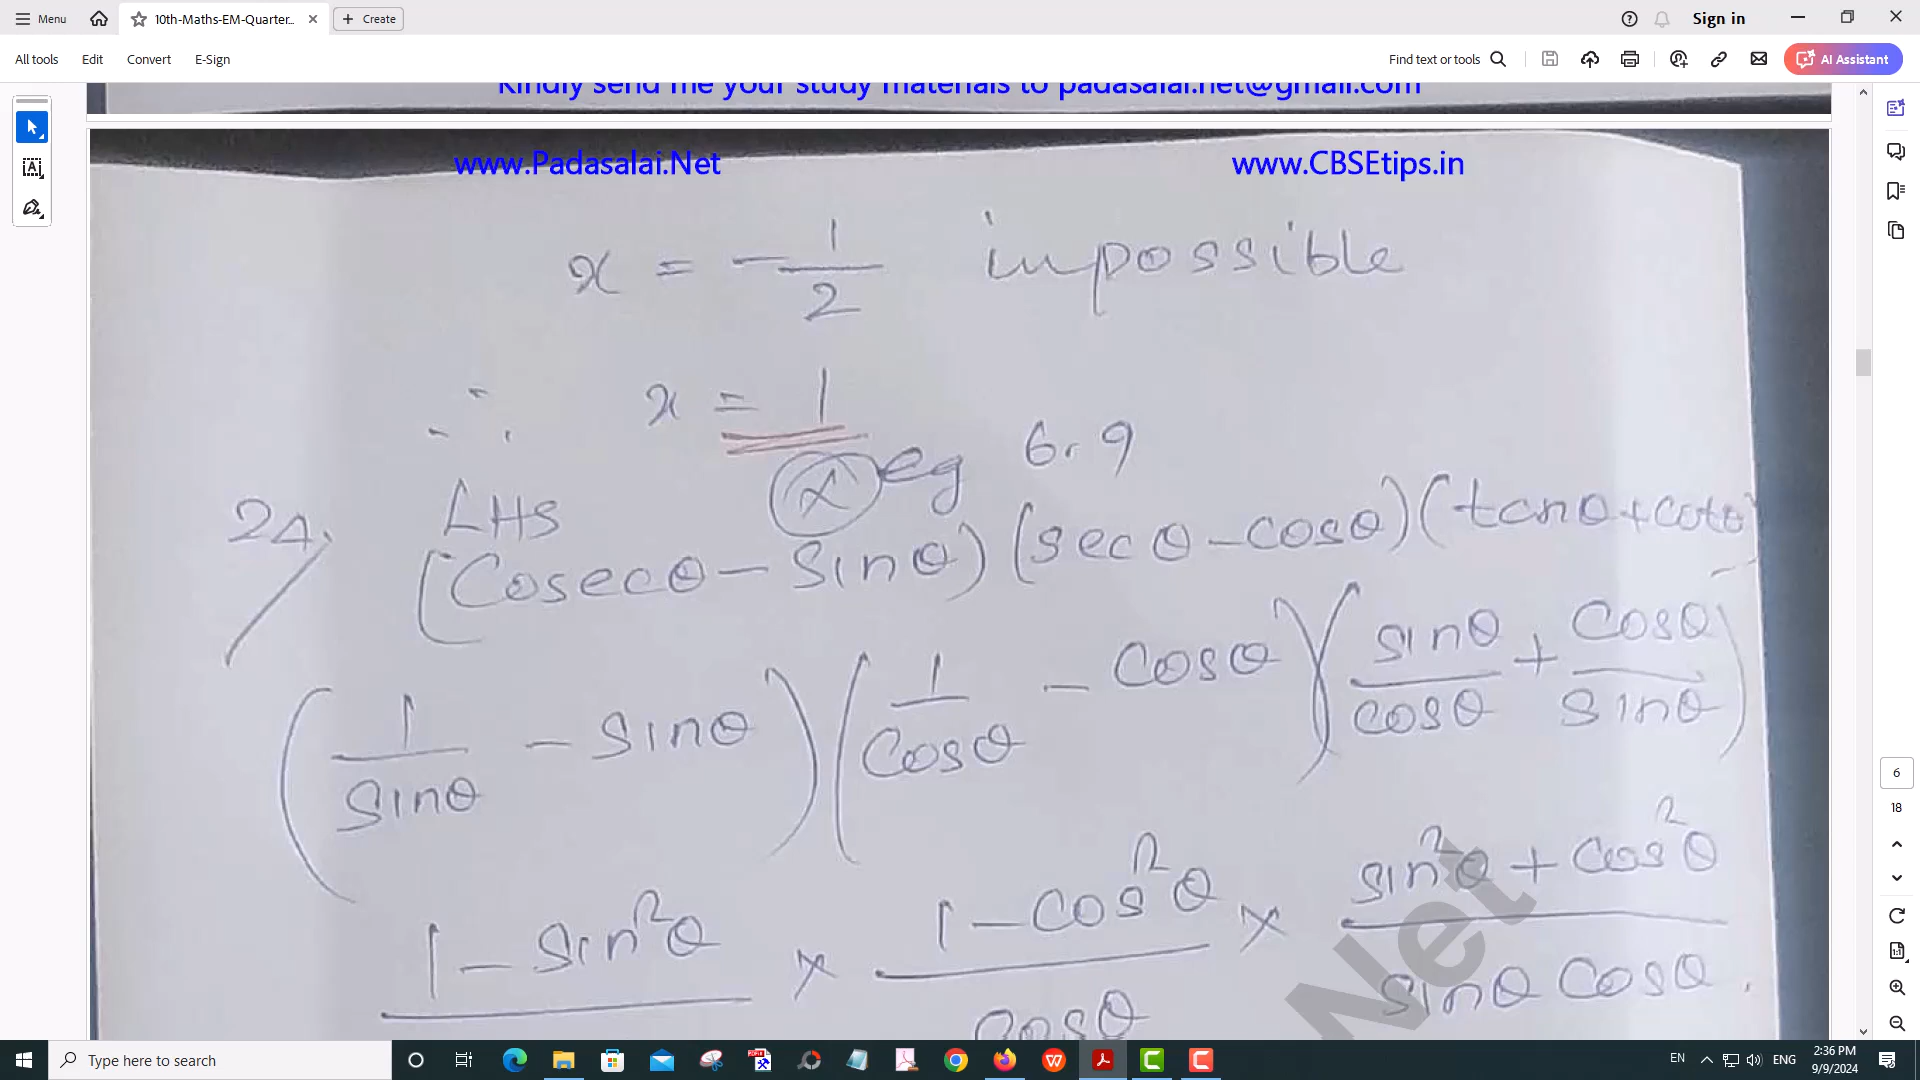 Menu
10th-Maths-EM-Quarter...
Create
Sign in
All tools
Edit
Convert
E-Sign
Find text or tools
AI Assistant
Kindly send me your study materials to padasalai.net@gmail.com
www.Padasalai.Net
www.CBSEtips.in
x = - 1/2 impossible
∴ x = 1
eg 6.9
24. LHS
(Cosecθ - Sinθ) (secθ - cosθ) (tanθ + cotθ)
(1/Sinθ - Sinθ) (1/Cosθ - Cosθ) (Sinθ/Cosθ + Cosθ/Sinθ)
1 - Sin²θ × 1 - Cos²θ / Cosθ × Sin²θ + Cos²θ / Sinθ Cosθ
Net
6
18
Type here to search
EN
ENG
2:36 PM
9/9/2024